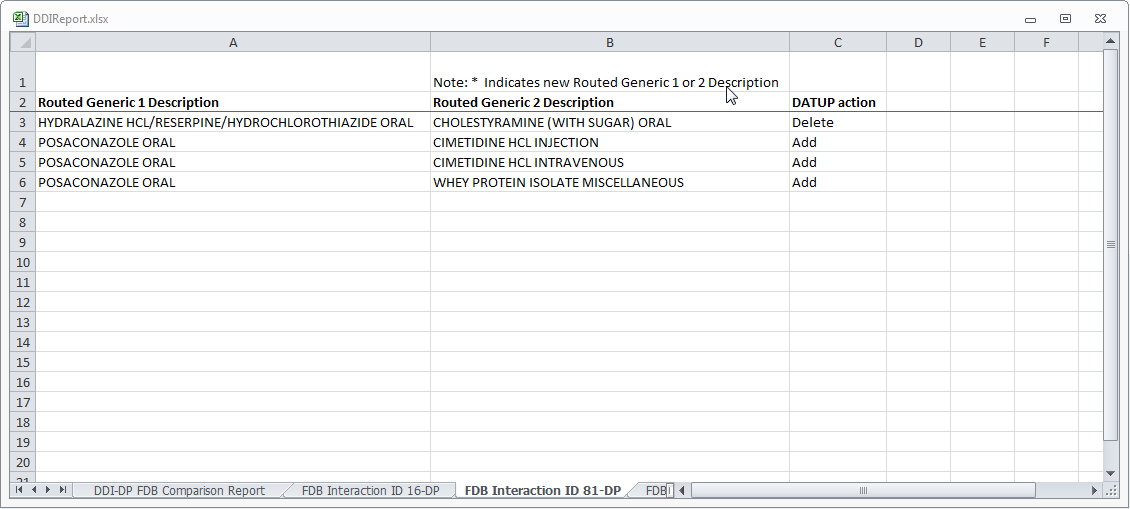 DDIReport.xlsx
A B C D E F
1 Note: * Indicates new Routed Generic 1 or 2 Description
2 Routed Generic 1 Description Routed Generic 2 Description DATUP action
3 HYDRALAZINE HCL/RESERPINE/HYDROCHLOROTHIAZIDE ORAL CHOLESTYRAMINE (WITH SUGAR) ORAL Delete
4 POSACONAZOLE ORAL CIMETIDINE HCL INJECTION Add
5 POSACONAZOLE ORAL CIMETIDINE HCL INTRAVENOUS Add
6 POSACONAZOLE ORAL WHEY PROTEIN ISOLATE MISCELLANEOUS Add
7
8
9
10
11
12
13
14
15
16
17
18
19
20
21
DDI-DP FDB Comparison Report FDB Interaction ID 16-DP FDB Interaction ID 81-DP FDB